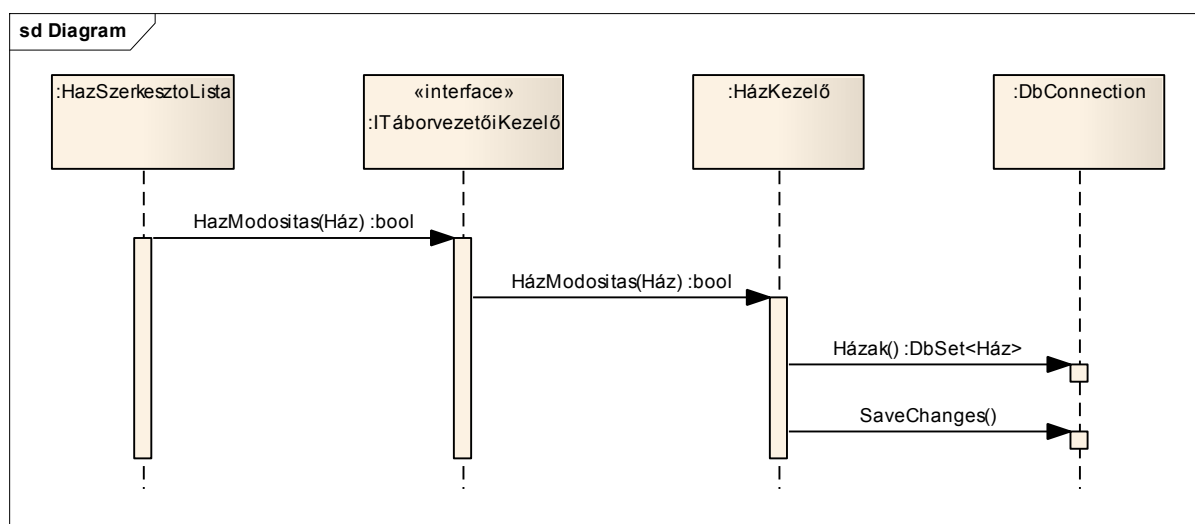 sd Diagram
:HazSzerkesztoLista
«interface»
:ITáborvezetőiKezelő
:HázKezelő
:DbConnection
HazModositas(Ház) :bool
HázModositas(Ház) :bool
Házak() :DbSet<Ház>
SaveChanges()